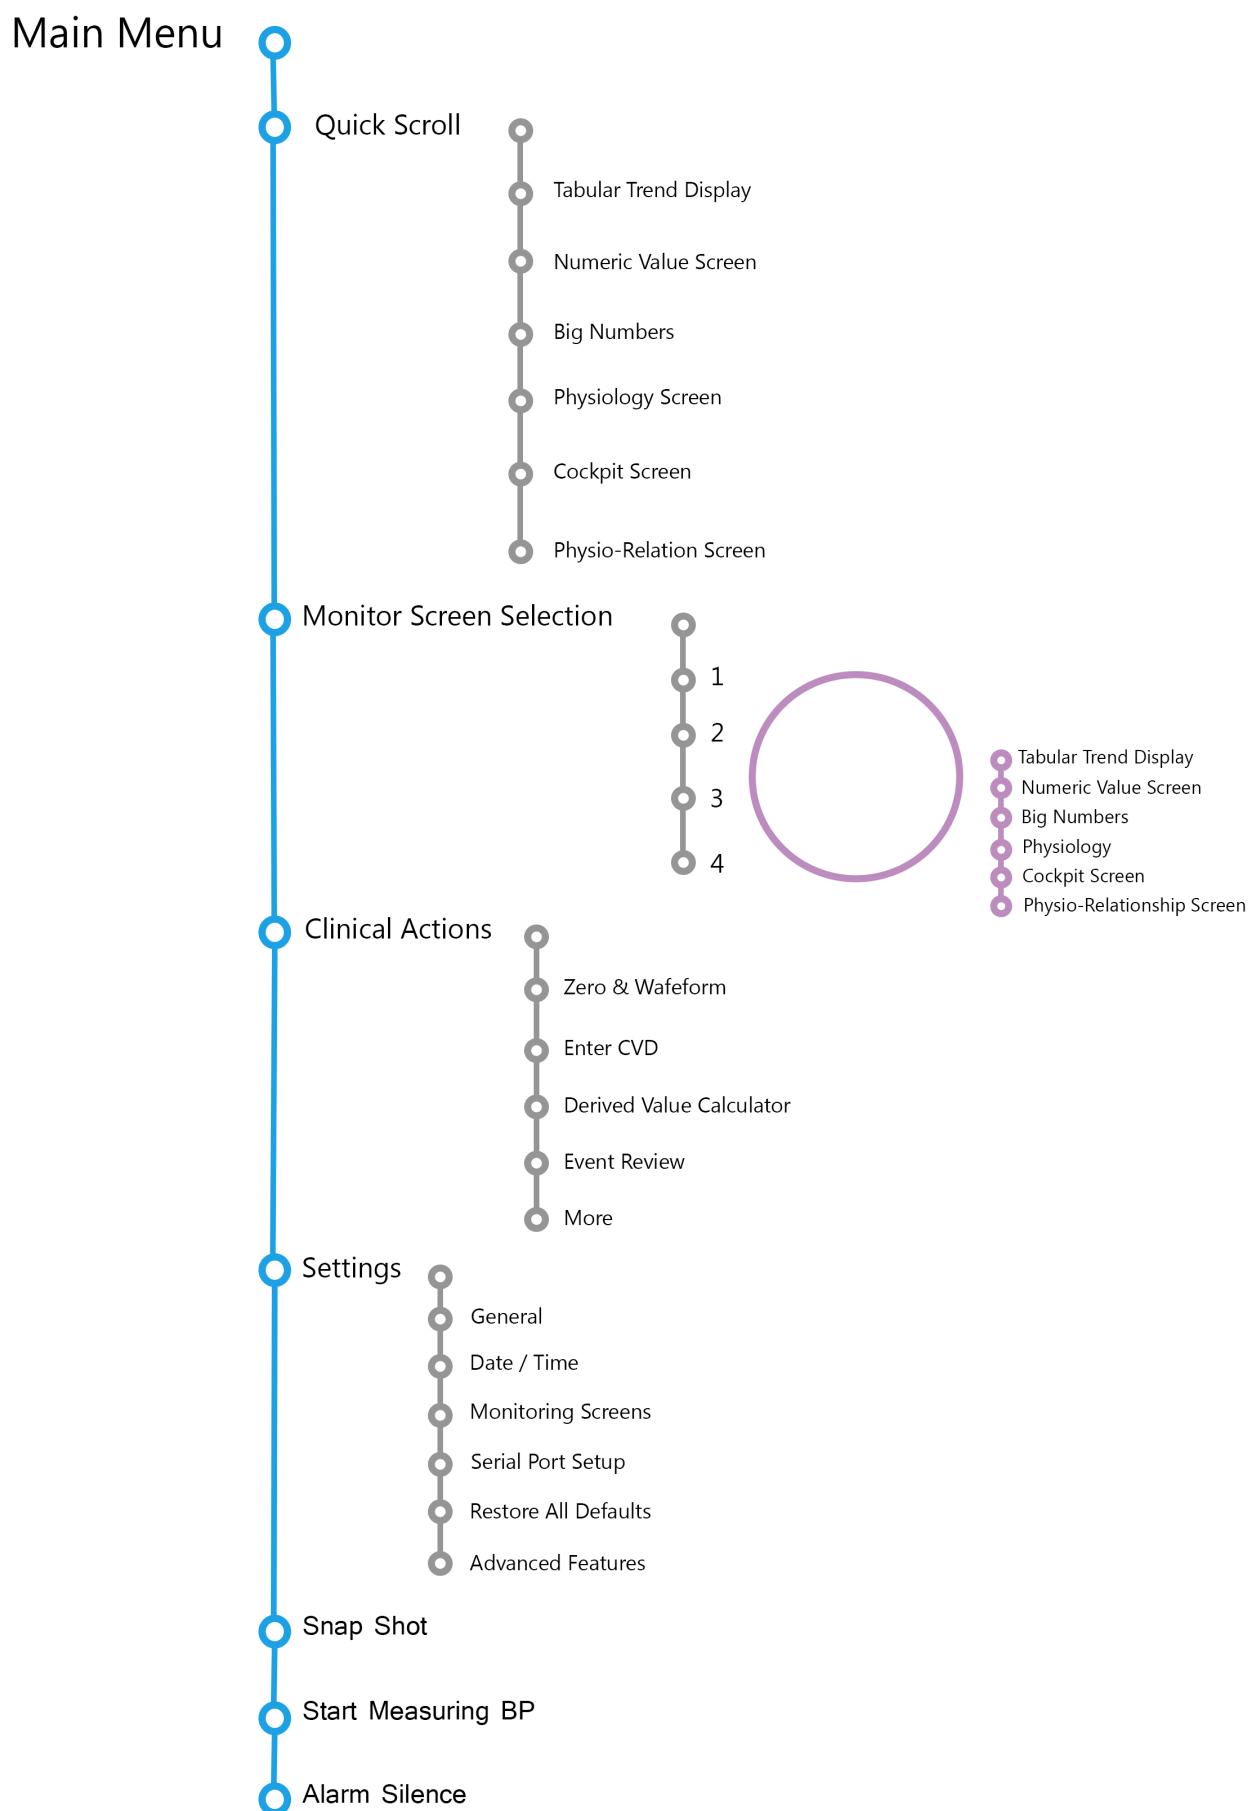 Main Menu
Quick Scroll
Tabular Trend Display
Numeric Value Screen
Big Numbers
Physiology Screen
Cockpit Screen
Physio-Relation Screen
Monitor Screen Selection
1
2
3
4
Tabular Trend Display
Numeric Value Screen
Big Numbers
Physiology
Cockpit Screen
Physio-Relationship Screen
Clinical Actions
Zero & Wafeform
Enter CVD
Derived Value Calculator
Event Review
More
Settings
General
Date / Time
Monitoring Screens
Serial Port Setup
Restore All Defaults
Advanced Features
Snap Shot
Start Measuring BP
Alarm Silence